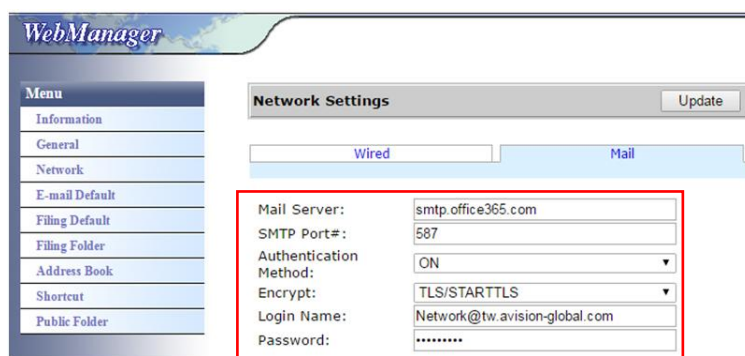 WebManager
Menu
Information
General
Network
E-mail Default
Filing Default
Filing Folder
Address Book
Shortcut
Public Folder
Network Settings
Update
Wired
Mail
Mail Server: smtp.office365.com
SMTP Port#: 587
Authentication
Method: ON
Encrypt: TLS/STARTTLS
Login Name: Network@tw.avision-global.com
Password: •••••••••